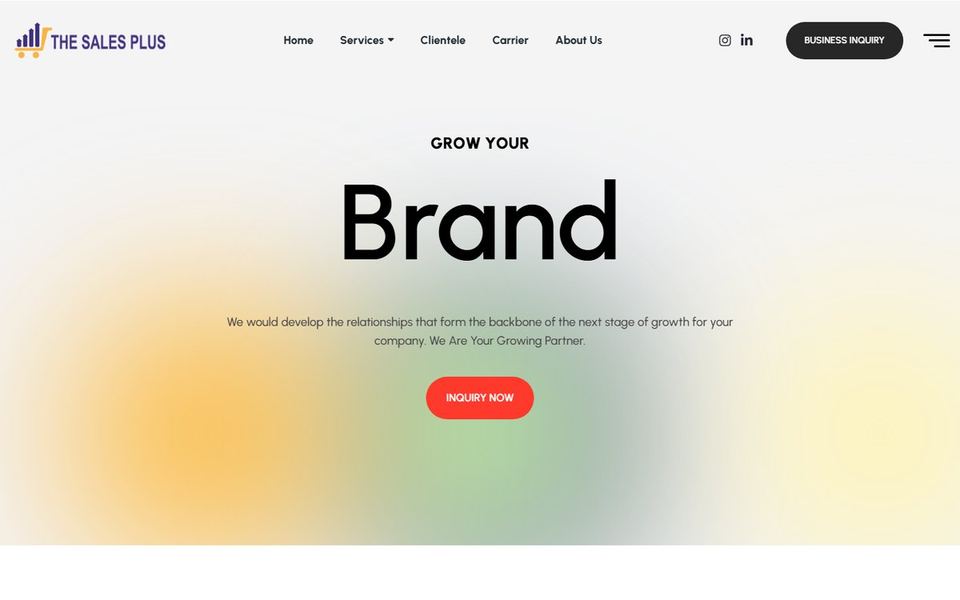 THE SALES PLUS
Home Services Clientele Carrier About Us
BUSINESS INQUIRY
GROW YOUR
Brand
We would develop the relationships that form the backbone of the next stage of growth for your
company. We Are Your Growing Partner.
INQUIRY NOW